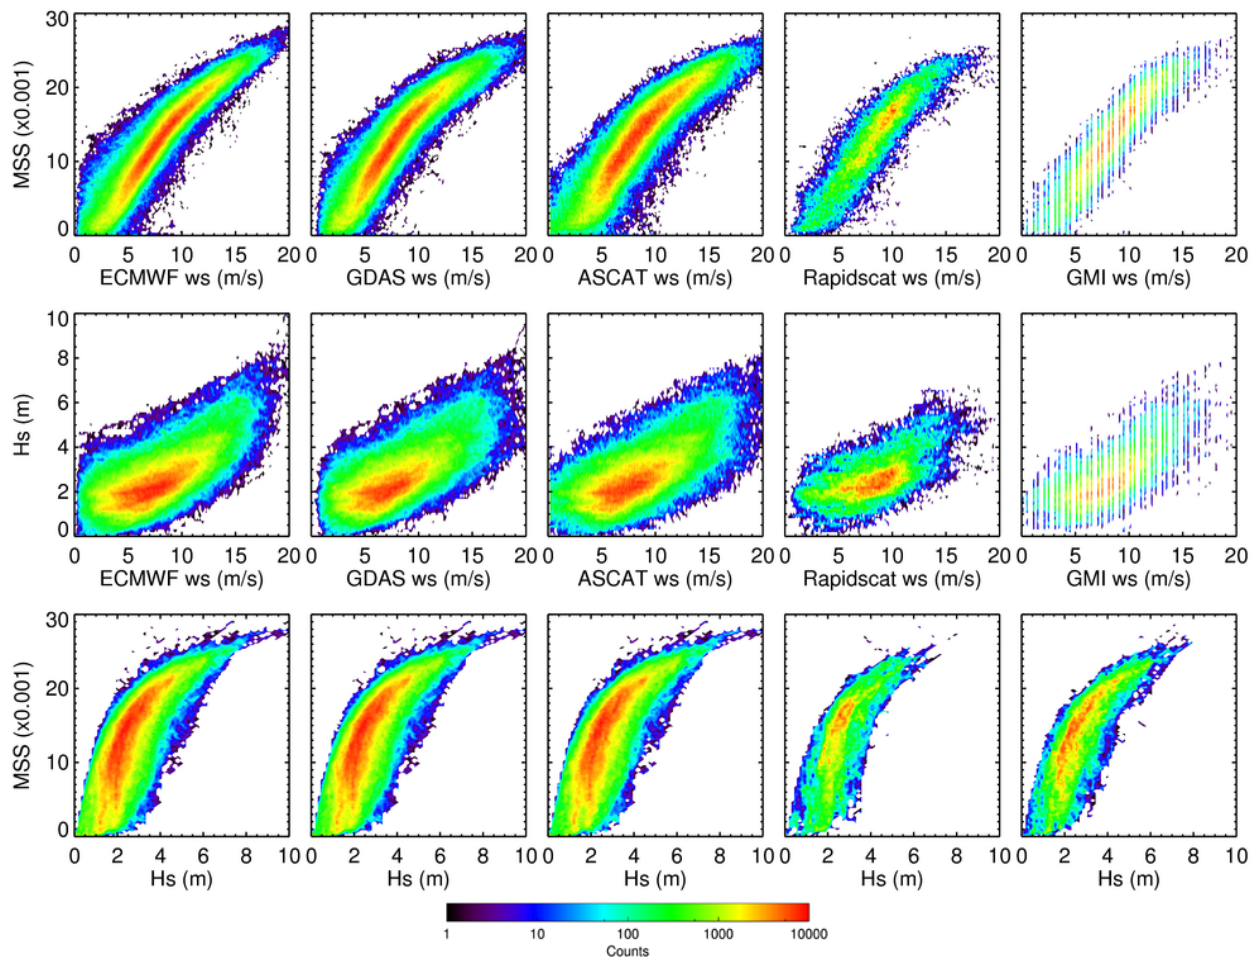 30
20
10
0
MSS (x0.001)
0 5 10 15 20 0 5 10 15 20 0 5 10 15 20 0 5 10 15 20 0 5 10 15 20
ECMWF ws (m/s) GDAS ws (m/s) ASCAT ws (m/s) Rapidscat ws (m/s) GMI ws (m/s)
10
8
6
4
2
0
Hs (m)
0 5 10 15 20 0 5 10 15 20 0 5 10 15 20 0 5 10 15 20 0 5 10 15 20
ECMWF ws (m/s) GDAS ws (m/s) ASCAT ws (m/s) Rapidscat ws (m/s) GMI ws (m/s)
30
20
10
0
MSS (x0.001)
0 2 4 6 8 10 0 2 4 6 8 10 0 2 4 6 8 10 0 2 4 6 8 10 0 2 4 6 8 10
Hs (m) Hs (m) Hs (m) Hs (m) Hs (m)
1 10 100 1000 10000
Counts